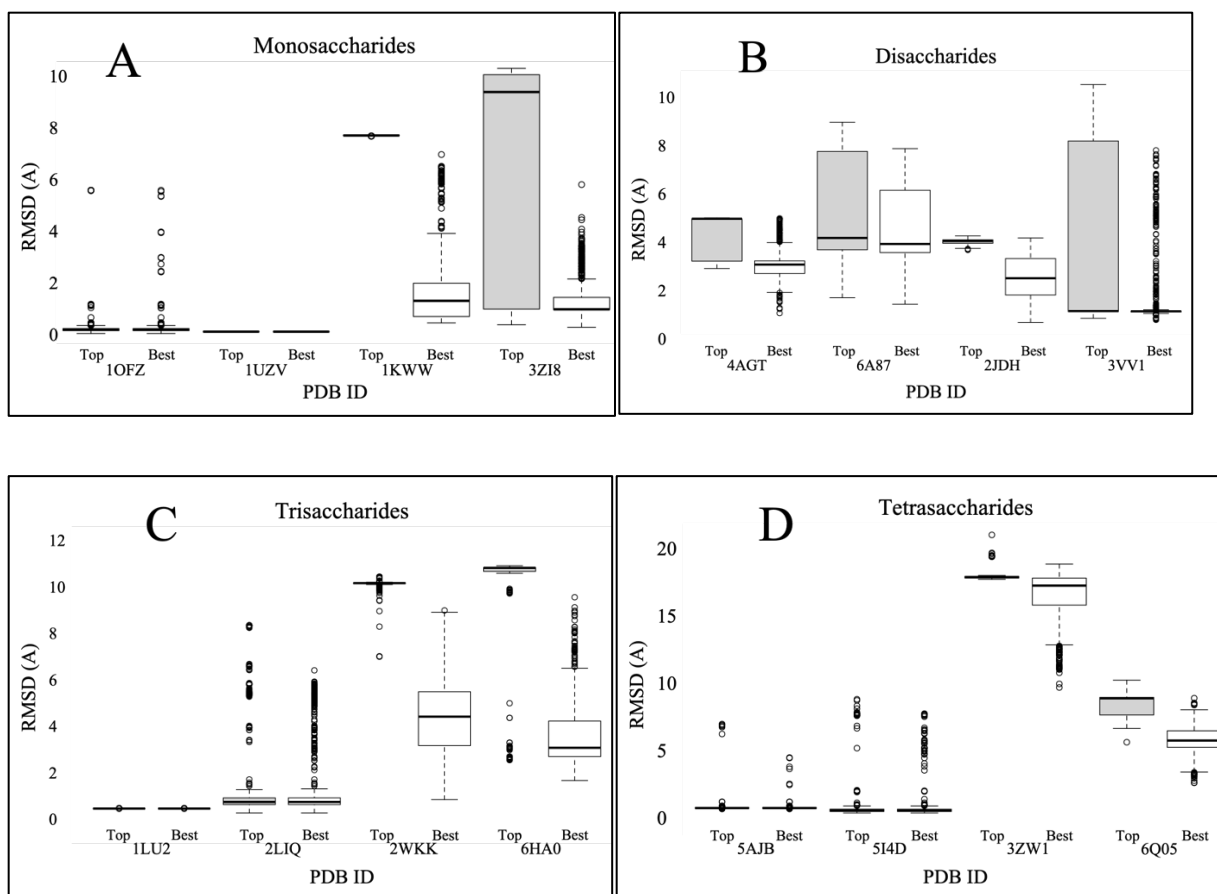 A
Monosaccharides
RMSD (A)
10
8
6
4
2
0
Top Best Top Best Top Best Top Best
1OFZ 1UZV 1KWW 3ZI8
PDB ID
B
Disaccharides
RMSD (A)
10
8
6
4
2
0
Top Best Top Best Top Best Top Best
4AGT 6A87 2JDH 3VV1
PDB ID
C
Trisaccharides
RMSD (A)
12
10
8
6
4
2
0
Top Best Top Best Top Best Top Best
1LU2 2LIQ 2WKK 6HA0
PDB ID
D
Tetrasaccharides
RMSD (A)
20
15
10
5
0
Top Best Top Best Top Best Top Best
5AJB 5I4D 3ZW1 6Q05
PDB ID